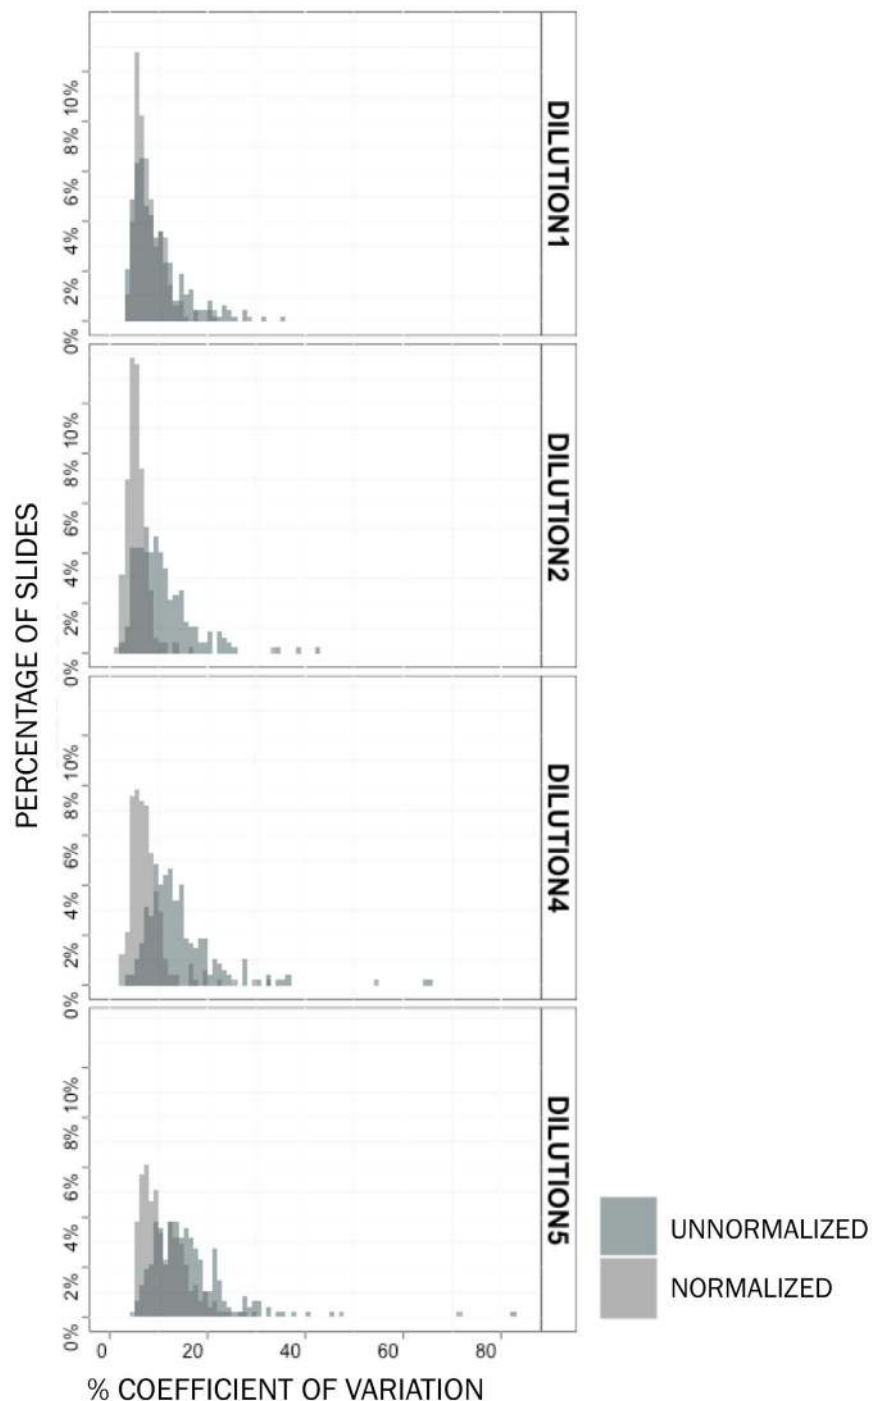 PERCENTAGE OF SLIDES
10%
8%
6%
4%
2%
0%
DILUTION1
10%
8%
6%
4%
2%
0%
DILUTION2
10%
8%
6%
4%
2%
0%
DILUTION4
10%
8%
6%
4%
2%
0%
DILUTION5
0 20 40 60 80
% COEFFICIENT OF VARIATION
UNNORMALIZED
NORMALIZED